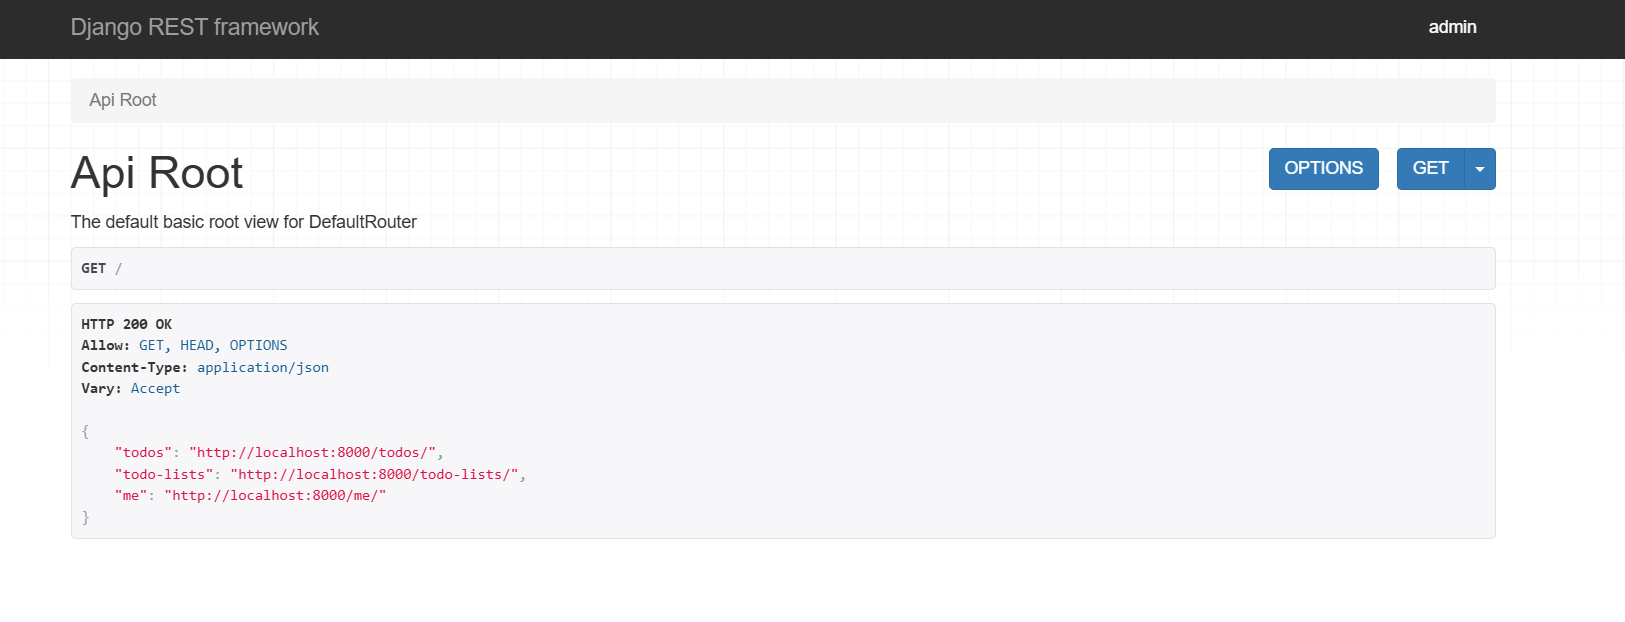 Django REST framework
admin
Api Root
Api Root
OPTIONS
GET
The default basic root view for DefaultRouter
GET /
HTTP 200 OK
Allow: GET, HEAD, OPTIONS
Content-Type: application/json
Vary: Accept
{
    "todos": "http://localhost:8000/todos/",
    "todo-lists": "http://localhost:8000/todo-lists/",
    "me": "http://localhost:8000/me/"
}